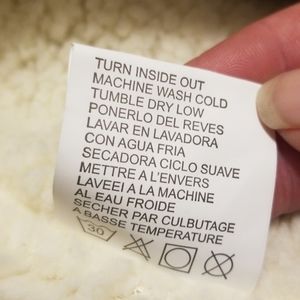 TURN INSIDE OUT
MACHINE WASH COLD
TUMBLE DRY LOW
PONERLO DEL REVES
LAVAR EN LAVADORA
CON AGUA FRIA
SECADORA CICLO SUAVE
METTRE A L'ENVERS
LAVEEI A LA MACHINE
AL EAU FROIDE
SECHER PAR CULBUTAGE
A BASSE TEMPERATURE
30